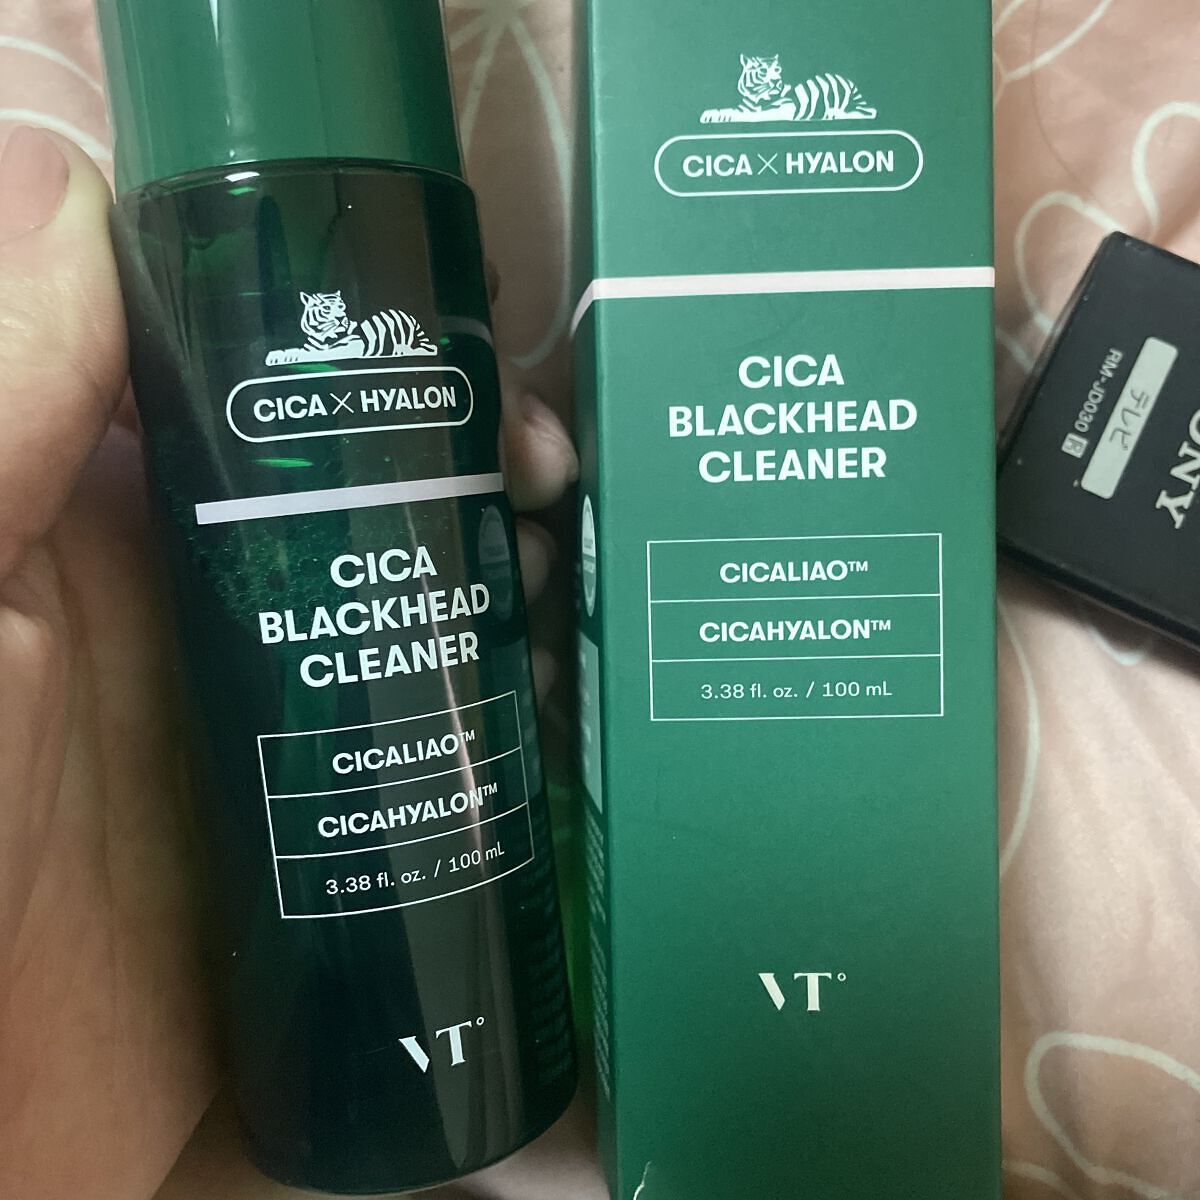 CICA X HYALON
CICA
BLACKHEAD
CLEANER
CICALIAO™
CICAHYALON™
3.38 fl. oz. / 100 mL
VT°
CICA X HYALON
CICA
BLACKHEAD
CLEANER
CICALIAO™
CICAHYALON™
3.38 fl. oz. / 100 mL
VT°
RM-JD030
テレビ
ONY